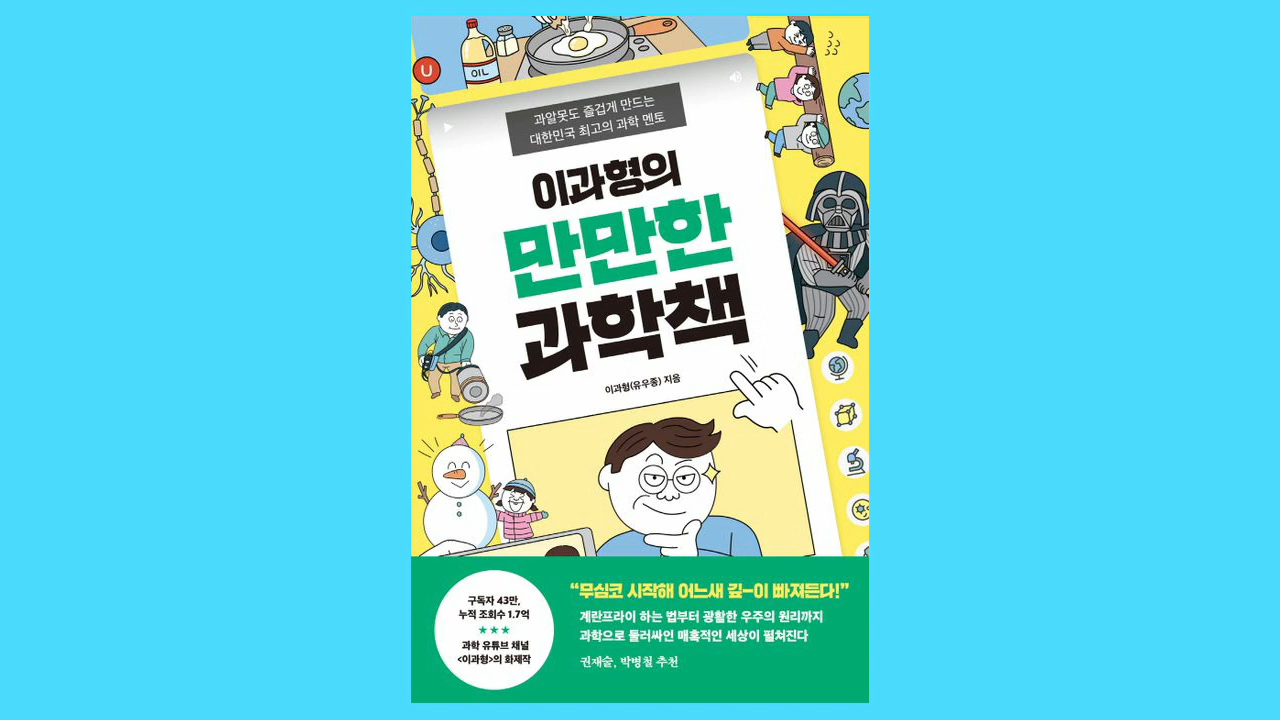 OIL
U
과알못도 즐겁게 만드는
대한민국 최고의 과학 멘토
이과형의
만만한
과학책
이과형(유우종) 지음
구독자 43만,
누적 조회수 1.7억
★★★
과학 유튜브 채널
<이과형>의 화제작
“무심코 시작해 어느새 깊-이 빠져든다!”
계란프라이 하는 법부터 광활한 우주의 원리까지
과학으로 둘러싸인 매혹적인 세상이 펼쳐진다
권재술, 박병철 추천